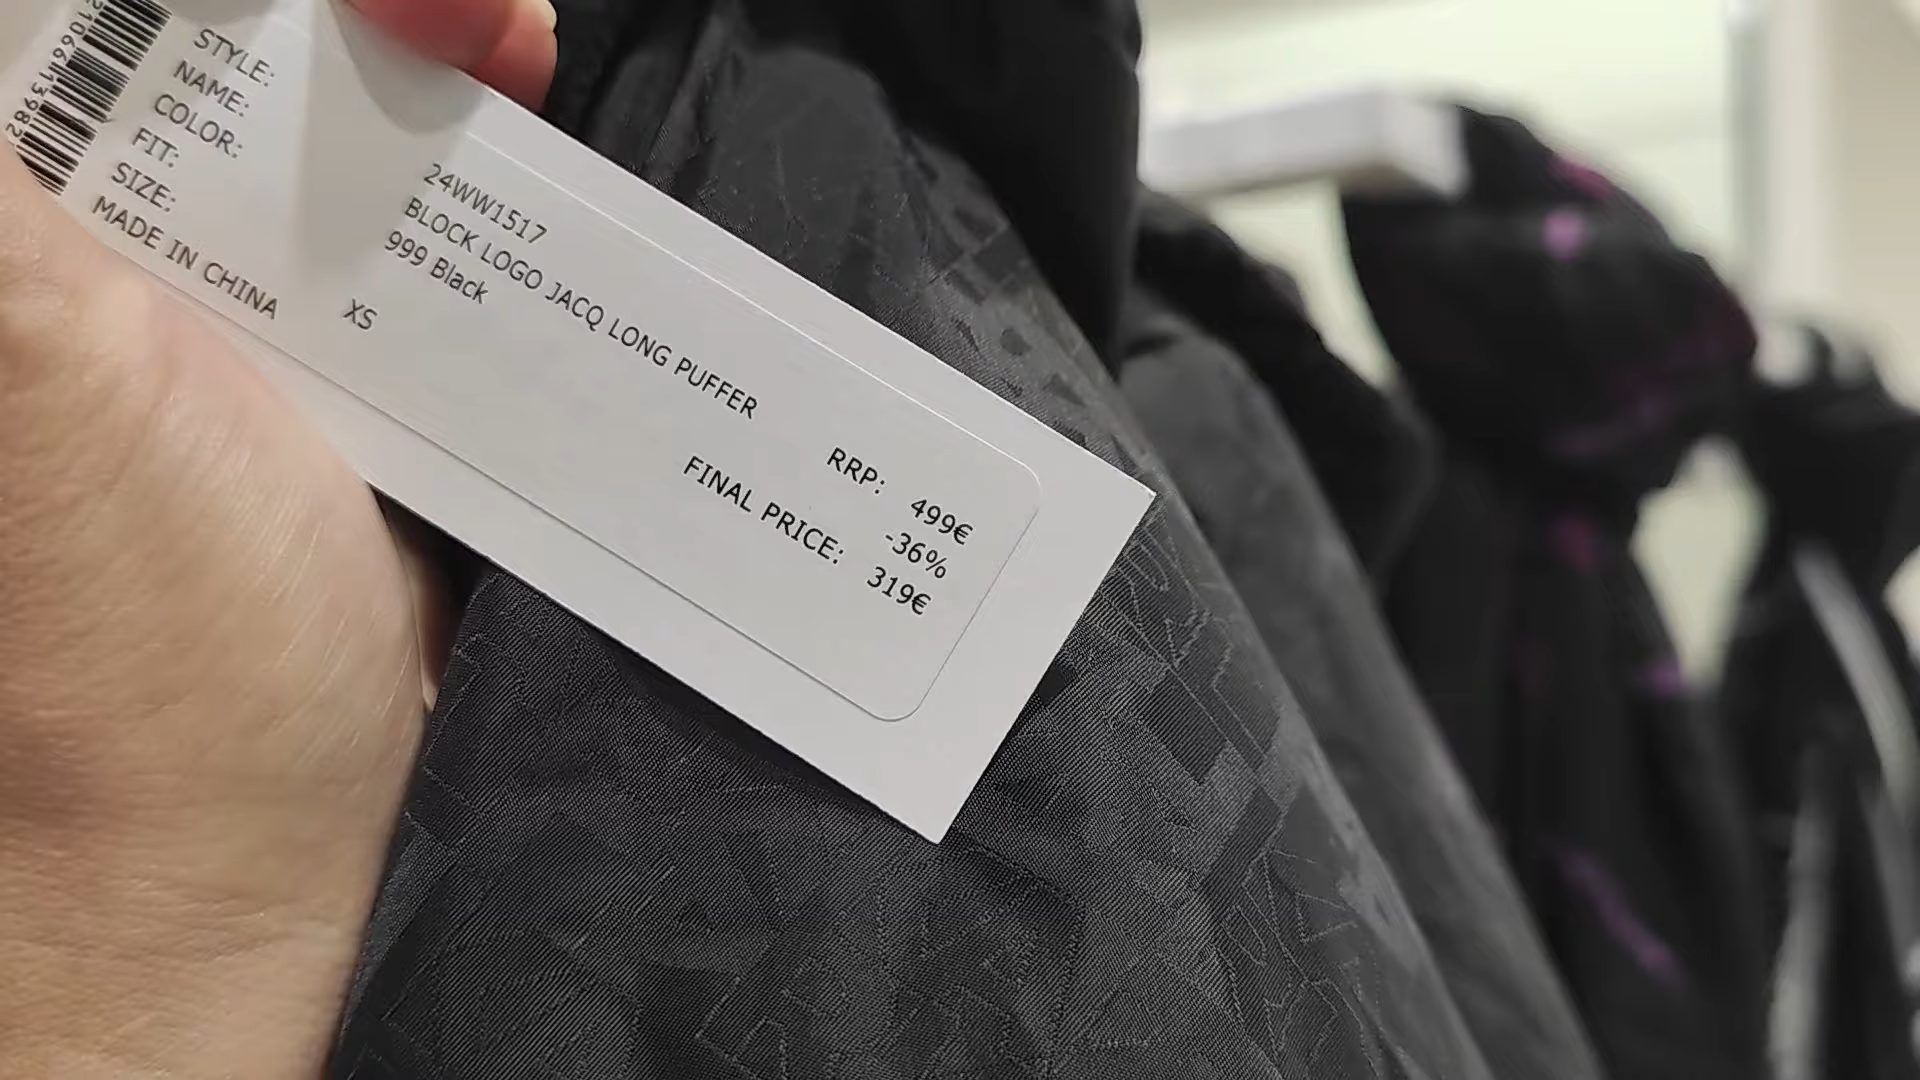 21066413982
STYLE: 24WW1517
NAME: BLOCK LOGO JACQ LONG PUFFER
COLOR: 999 Black
FIT:
SIZE: XS
MADE IN CHINA
RRP: 499€
-36%
FINAL PRICE: 319€